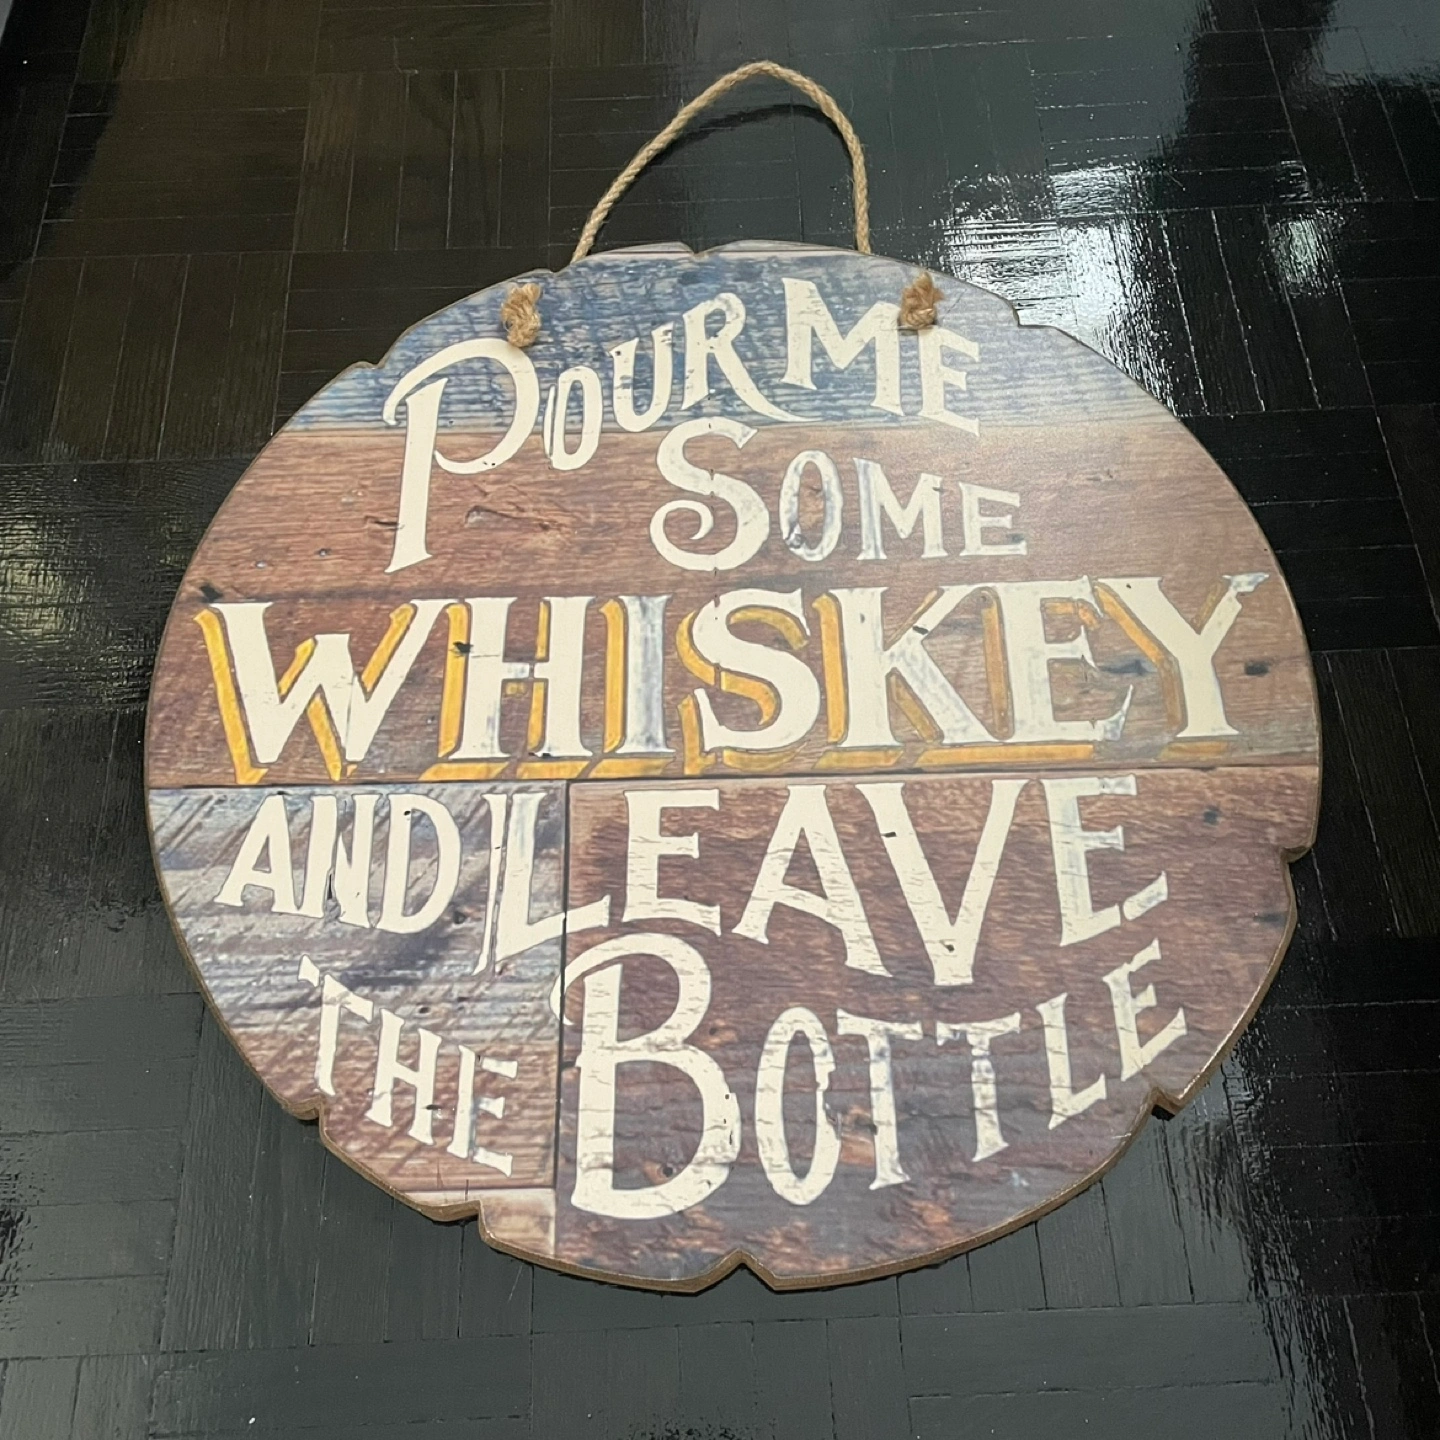 POUR ME
SOME
WHISKEY
AND LEAVE
THE BOTTLE